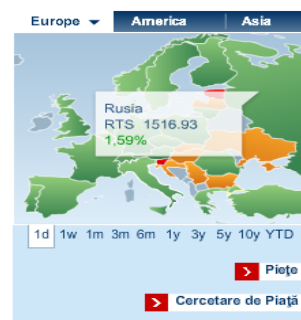 Europe America Asia
Rusia
RTS 1516.93
1,59%
1d 1w 1m 3m 6m 1y 3y 5y 10y YTD
Pieţe
Cercetare de Piaţă